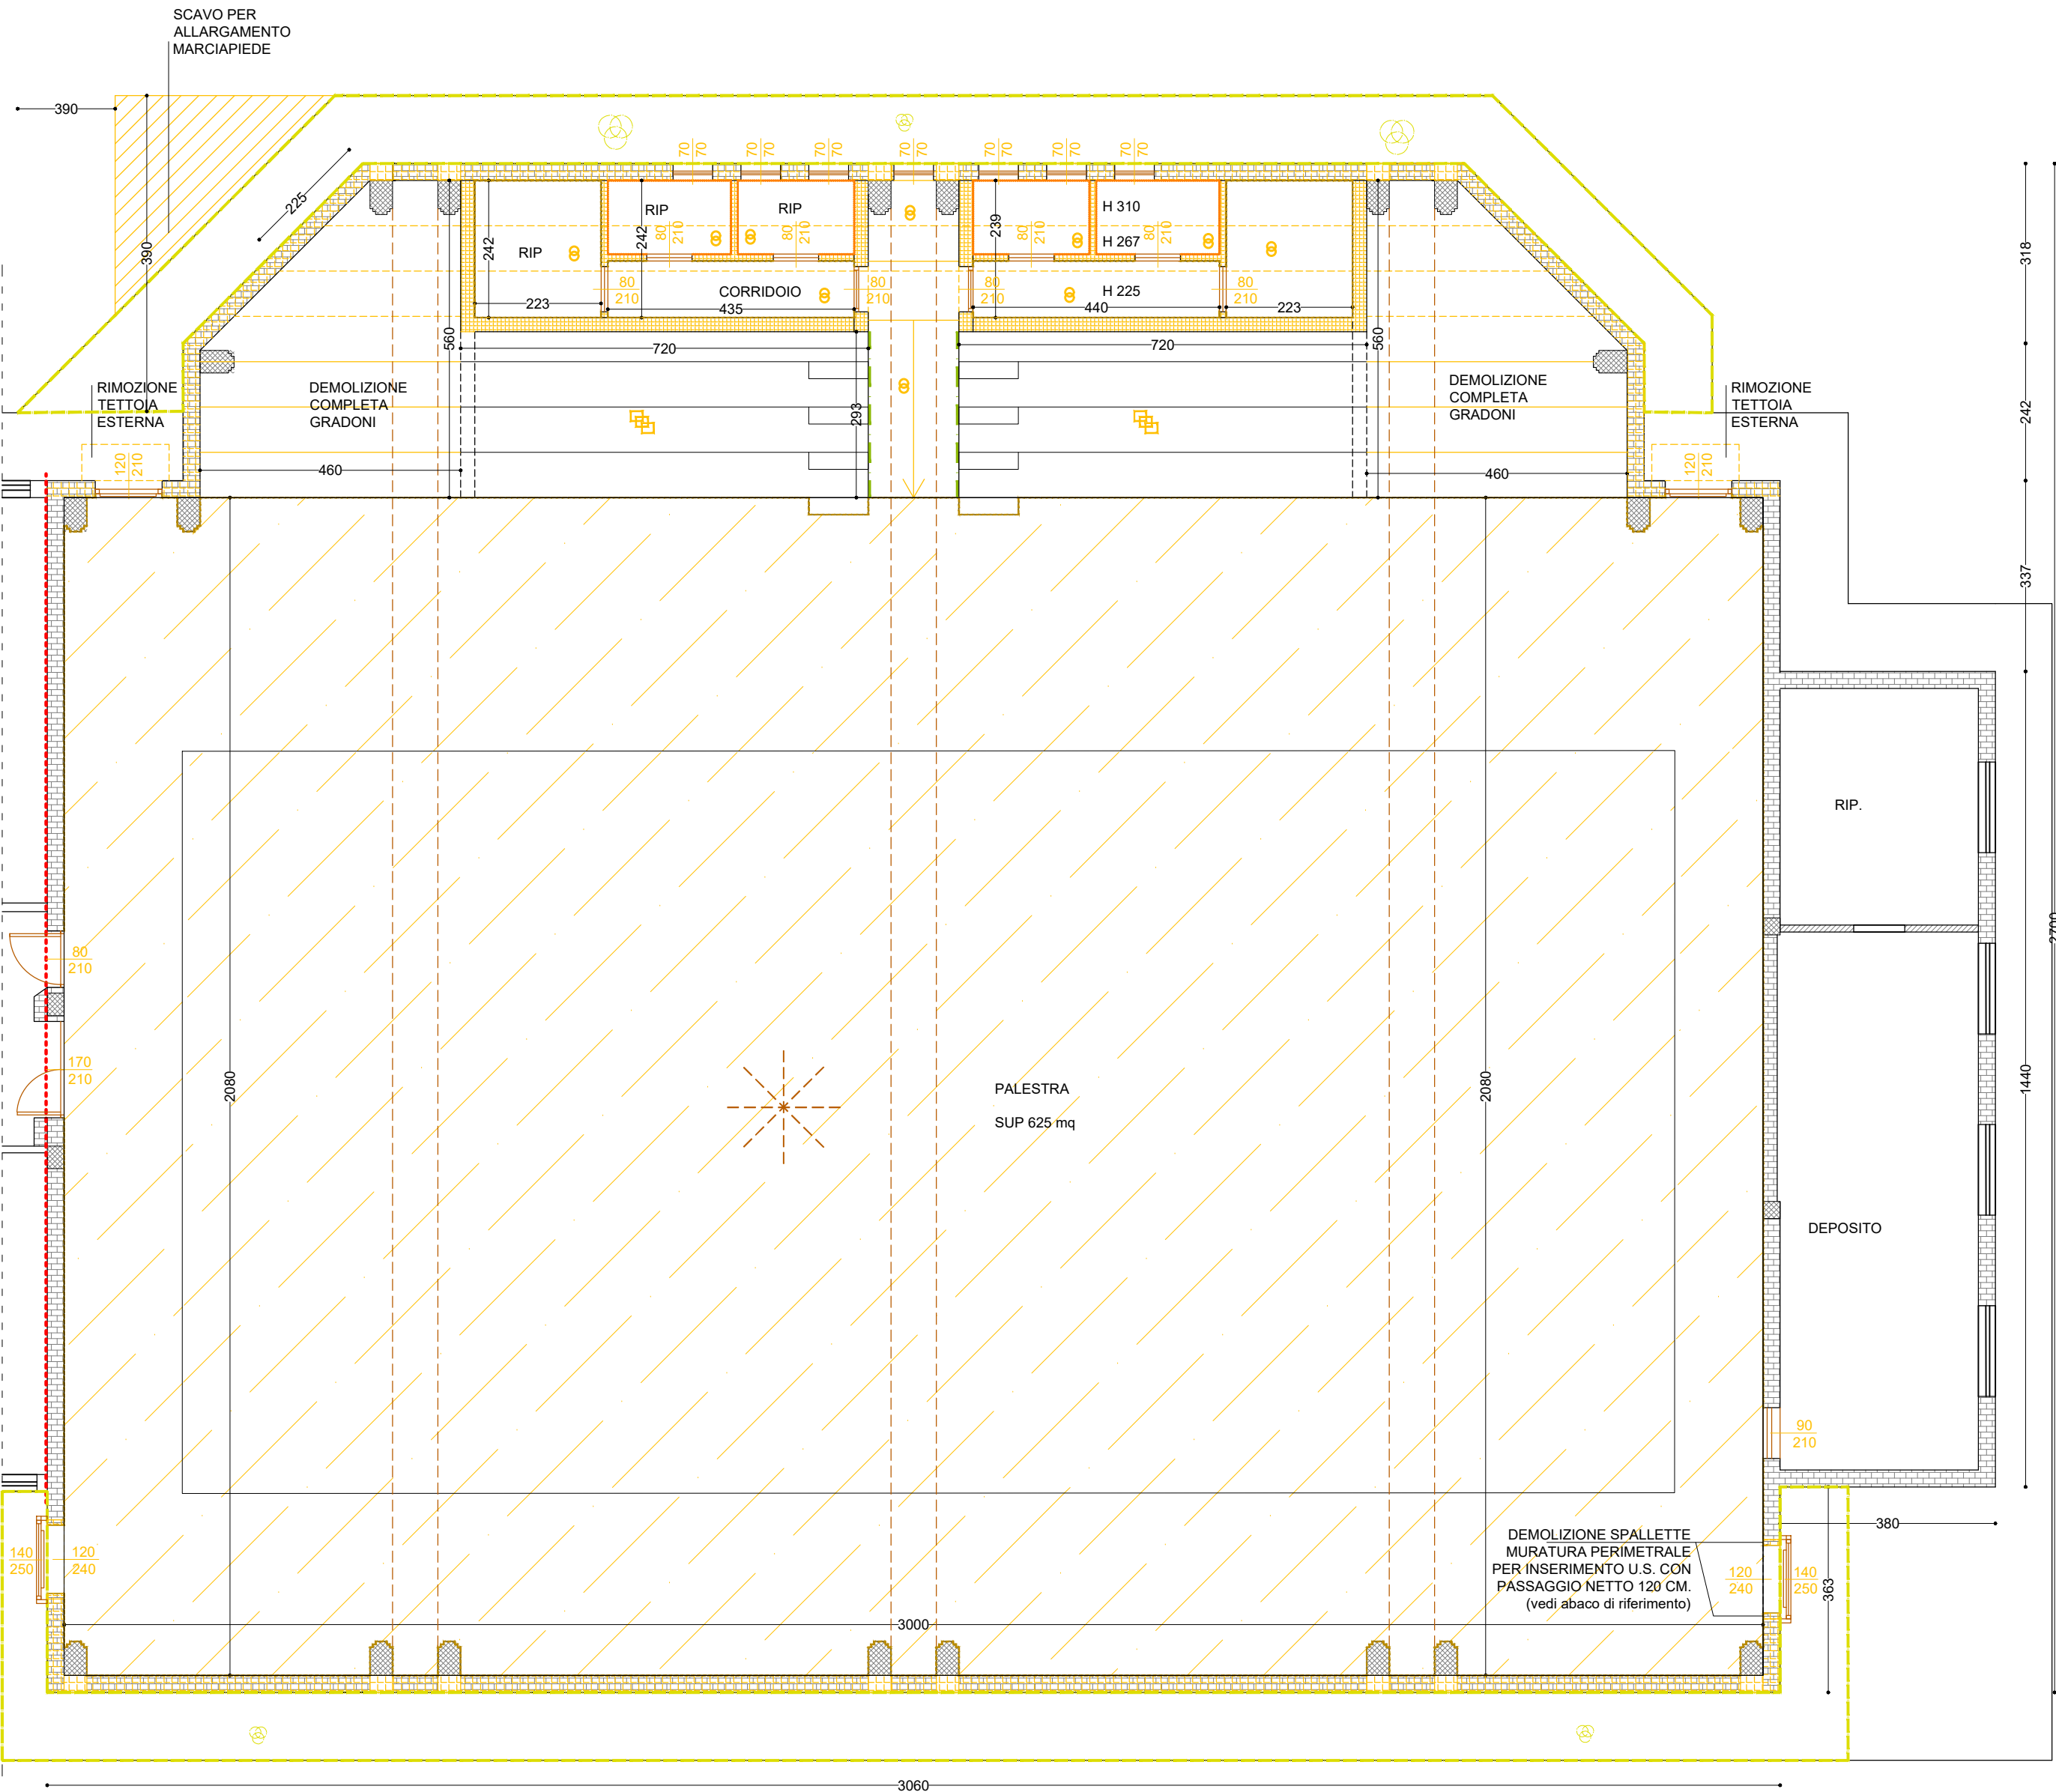 SCAVO PER
ALLARGAMENTO
MARCIAPIEDE
390
390
225
70
70
70
70
70
70
70
70
70
70
70
70
70
70
242
RIP
223
242
RIP
80
210
RIP
80
210
80
210
CORRIDOIO
435
80
210
239
80
210
H 310
H 267
80
210
80
210
H 225
440
80
210
223
318
560
720
293
720
560
RIMOZIONE
TETTOIA
ESTERNA
DEMOLIZIONE
COMPLETA
GRADONI
DEMOLIZIONE
COMPLETA
GRADONI
RIMOZIONE
TETTOIA
ESTERNA
242
120
210
460
460
120
210
337
RIP.
2700
80
210
170
210
2080
PALESTRA
SUP 625 mq
2080
1440
DEPOSITO
90
210
380
140
250
120
240
DEMOLIZIONE SPALLETTE
MURATURA PERIMETRALE
PER INSERIMENTO U.S. CON
PASSAGGIO NETTO 120 CM.
(vedi abaco di riferimento)
120
240
140
250
363
3000
3060